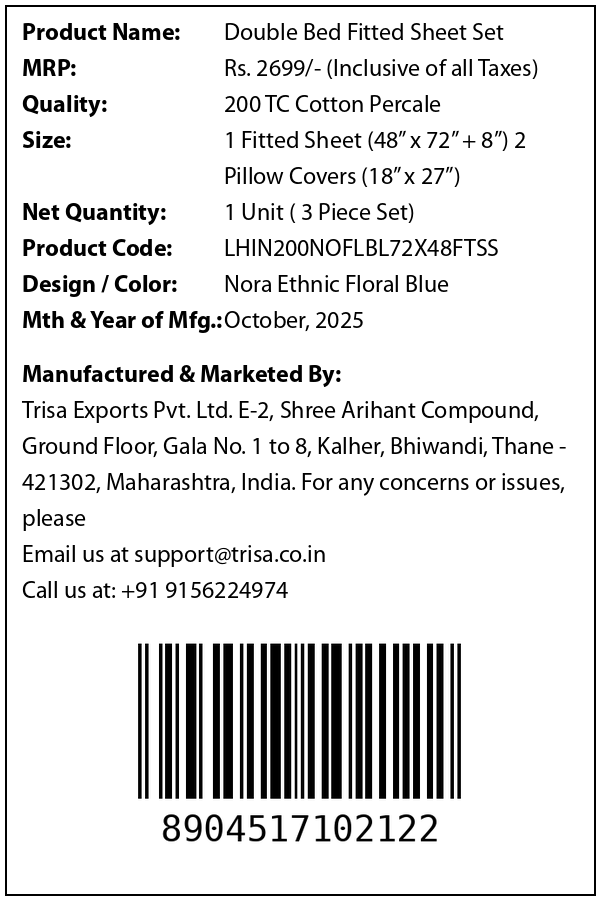 Product Name: Double Bed Fitted Sheet Set
MRP: Rs. 2699/- (Inclusive of all Taxes)
Quality: 200 TC Cotton Percale
Size: 1 Fitted Sheet (48” x 72” + 8”) 2
Pillow Covers (18” x 27”)
Net Quantity: 1 Unit ( 3 Piece Set)
Product Code: LHIN200NOFLBL72X48FTSS
Design / Color: Nora Ethnic Floral Blue
Mth & Year of Mfg.: October, 2025
Manufactured & Marketed By:
Trisa Exports Pvt. Ltd. E-2, Shree Arihant Compound,
Ground Floor, Gala No. 1 to 8, Kalher, Bhiwandi, Thane -
421302, Maharashtra, India. For any concerns or issues,
please
Email us at support@trisa.co.in
Call us at: +91 9156224974
8904517102122